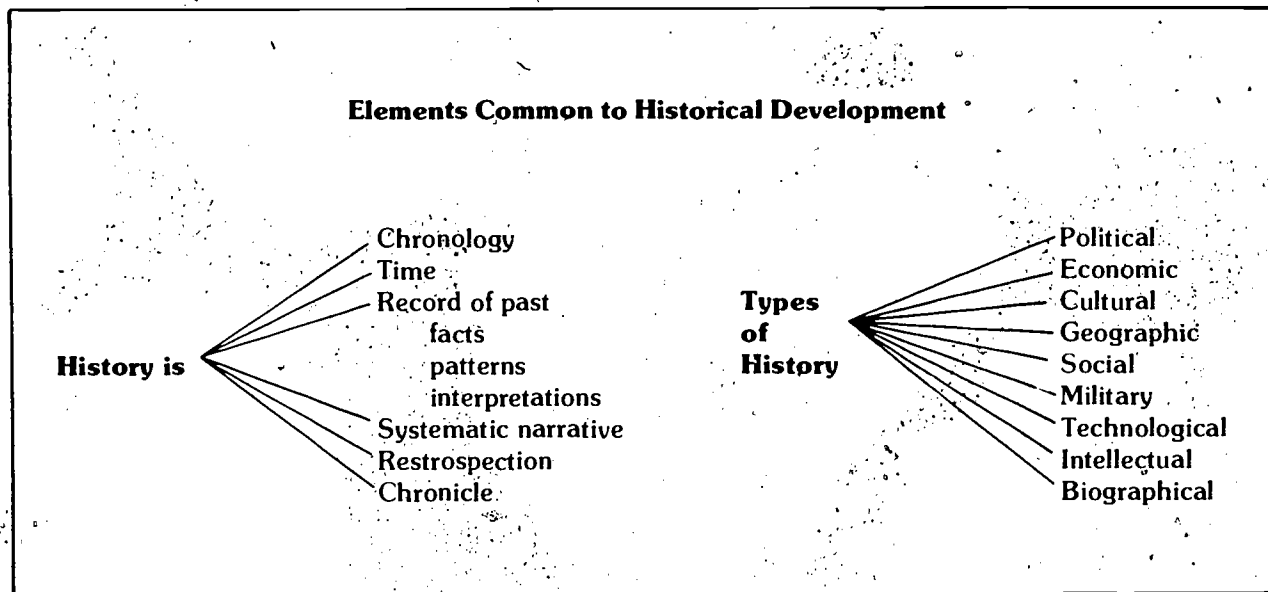 Elements Common to Historical Development
History is
Chronology
Time
Record of past
facts
patterns
interpretations
Systematic narrative
Restrospection
Chronicle
Types
of
History
Political
Economic
Cultural
Geographic
Social
Military
Technological
Intellectual
Biographical